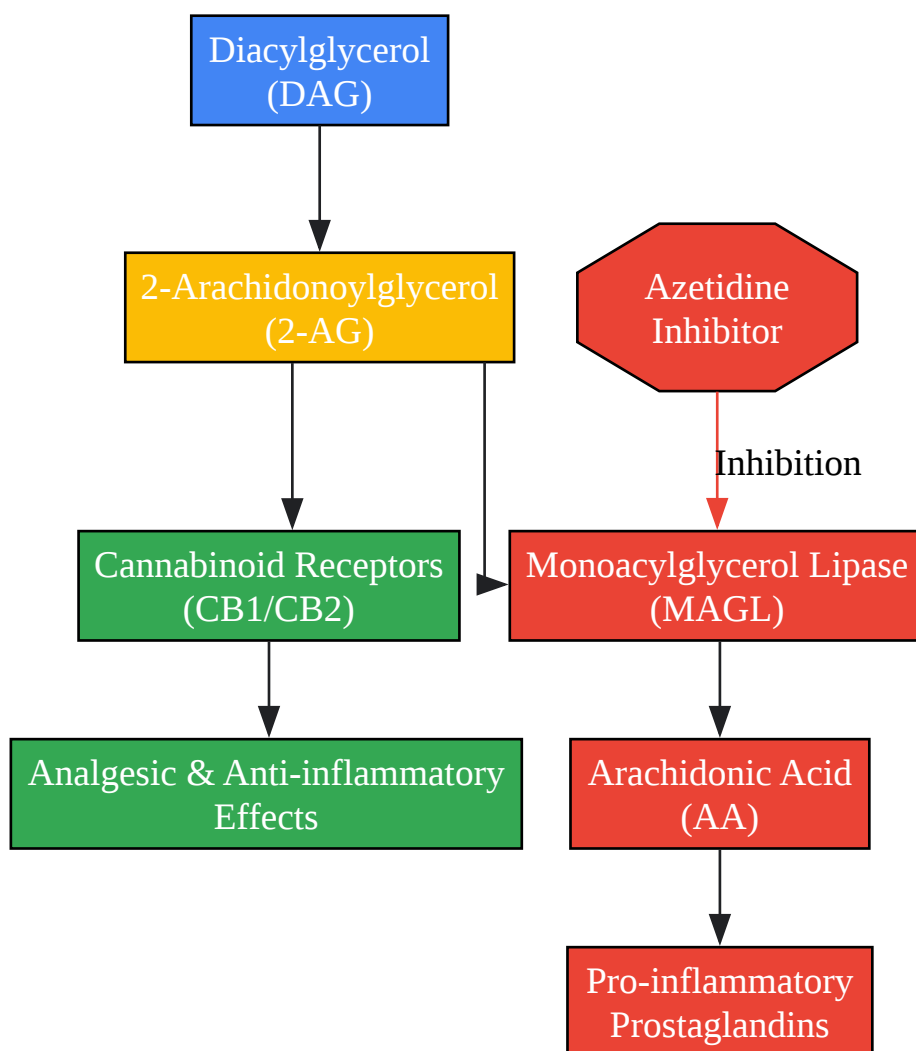 Diacylglycerol
(DAG)
2-Arachidonoylglycerol
(2-AG)
Azetidine
Inhibitor
Inhibition
Cannabinoid Receptors
(CB1/CB2)
Monoacylglycerol Lipase
(MAGL)
Analgesic & Anti-inflammatory
Effects
Arachidonic Acid
(AA)
Pro-inflammatory
Prostaglandins